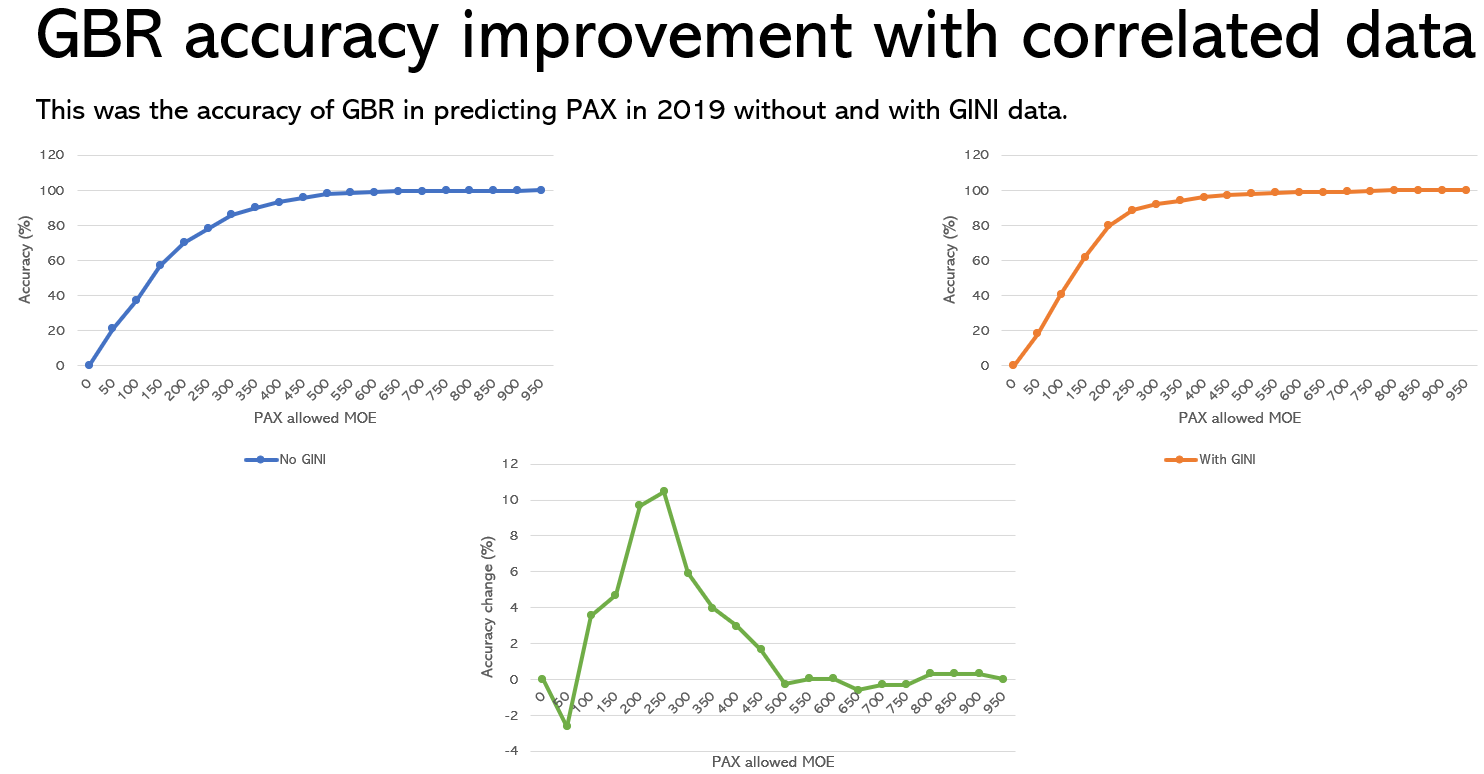 GBR accuracy improvement with correlated data
This was the accuracy of GBR in predicting PAX in 2019 without and with GINI data.
120
100
80
60
40
20
0
Accuracy (%)
0 50 100 150 200 250 300 350 400 450 500 550 600 650 700 750 800 850 900 950
PAX allowed MOE
No GINI
120
100
80
60
40
20
0
Accuracy (%)
0 50 100 150 200 250 300 350 400 450 500 550 600 650 700 750 800 850 900 950
PAX allowed MOE
With GINI
12
10
8
6
4
2
0
-2
-4
Accuracy change (%)
0 50 100 150 200 250 300 350 400 450 500 550 600 650 700 750 800 850 900 950
PAX allowed MOE